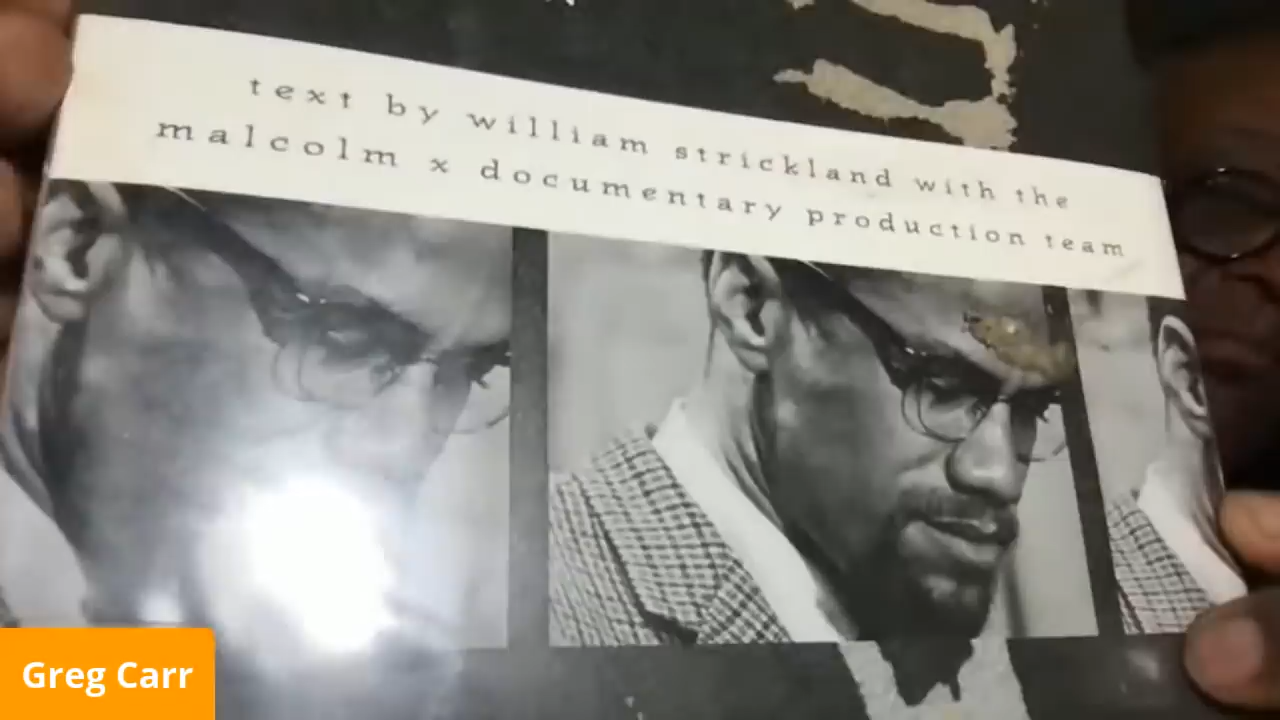 text by william strickland with the
malcolm x documentary production team
Greg Carr